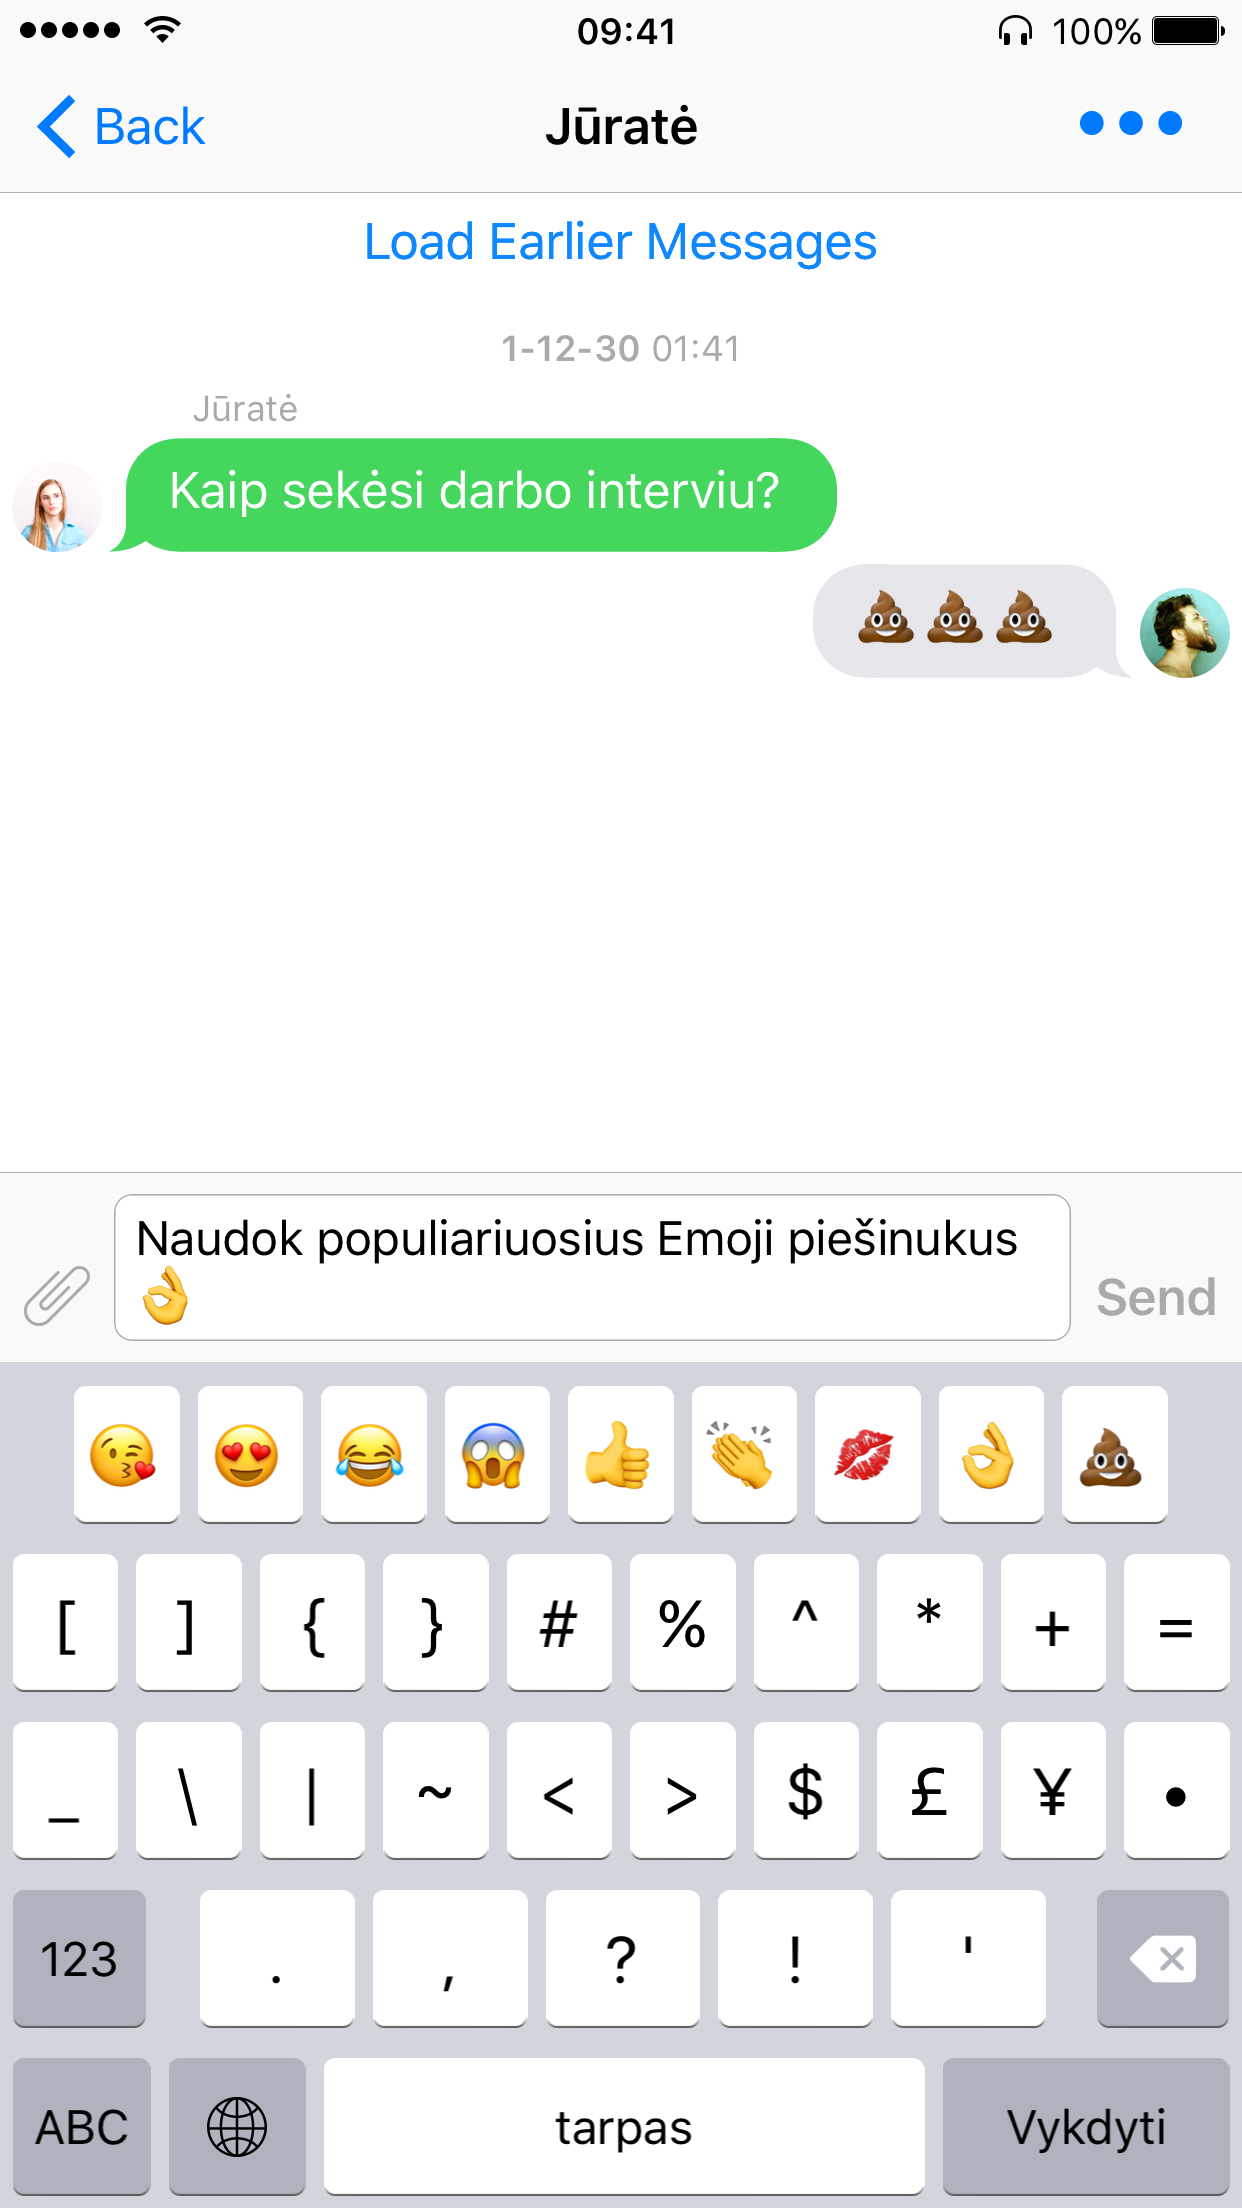 09:41 100%
Back Jūratė
Load Earlier Messages
1-12-30 01:41
Jūratė
Kaip sekėsi darbo interviu?
💩💩💩
Naudok populiariuosius Emoji piešinukus
👌
Send
😘 😍 😂 😱 👍 👏 💋 👌 💩
[ ] { } # % ^ * + =
_ \ | ~ < > $ £ ¥ •
123 . , ? ! '
ABC tarpas Vykdyti